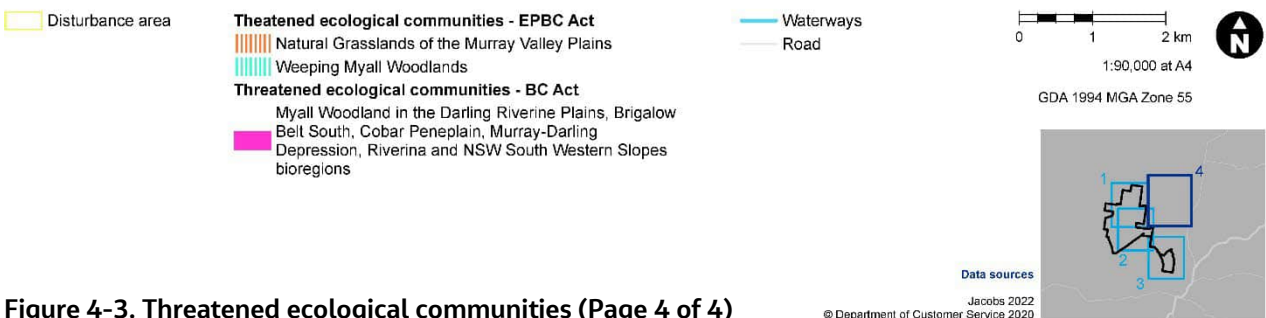 Disturbance area
Theatened ecological communities - EPBC Act
Natural Grasslands of the Murray Valley Plains
Weeping Myall Woodlands
Threatened ecological communities - BC Act
Myall Woodland in the Darling Riverine Plains, Brigalow
Belt South, Cobar Peneplain, Murray-Darling
Depression, Riverina and NSW South Western Slopes
bioregions
Waterways
Road
0 1 2 km
N
1:90,000 at A4
GDA 1994 MGA Zone 55
1
4
2
3
Data sources
Jacobs 2022
© Department of Customer Service 2020
Figure 4-3. Threatened ecological communities (Page 4 of 4)